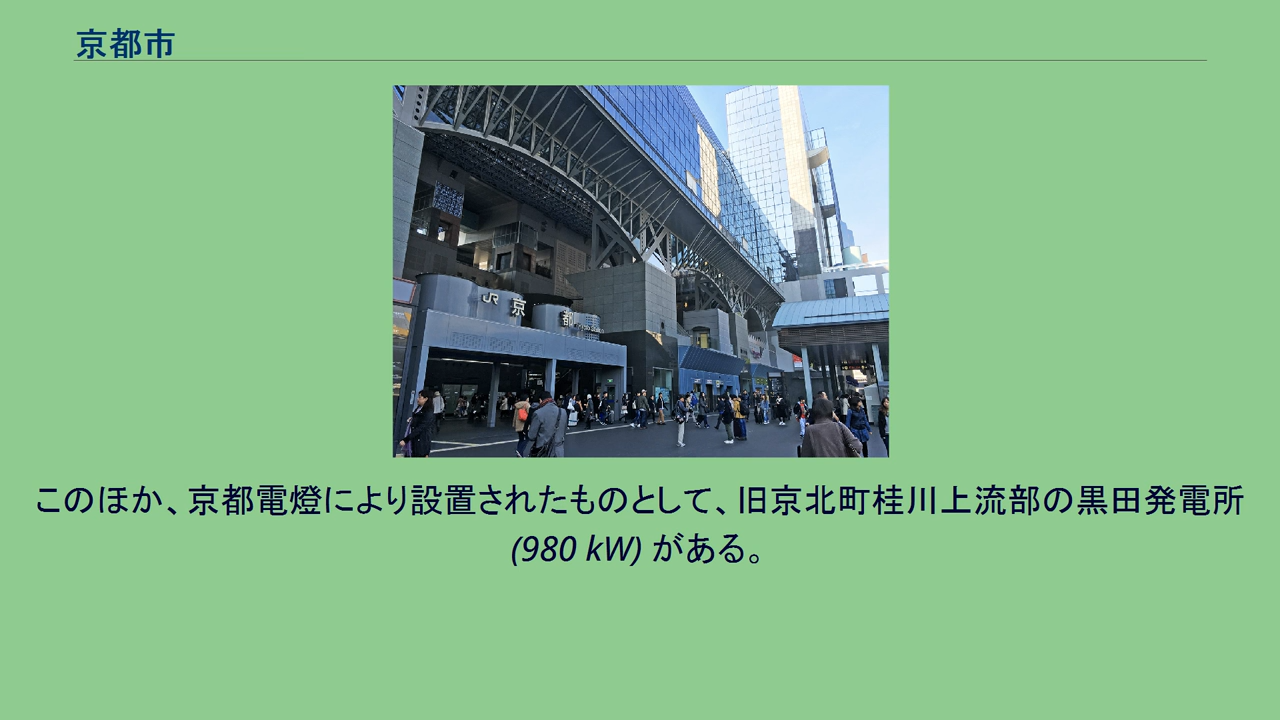 京都市
JR 京都
このほか、京都電燈により設置されたものとして、旧京北町桂川上流部の黒田発電所
(980 kW) がある。